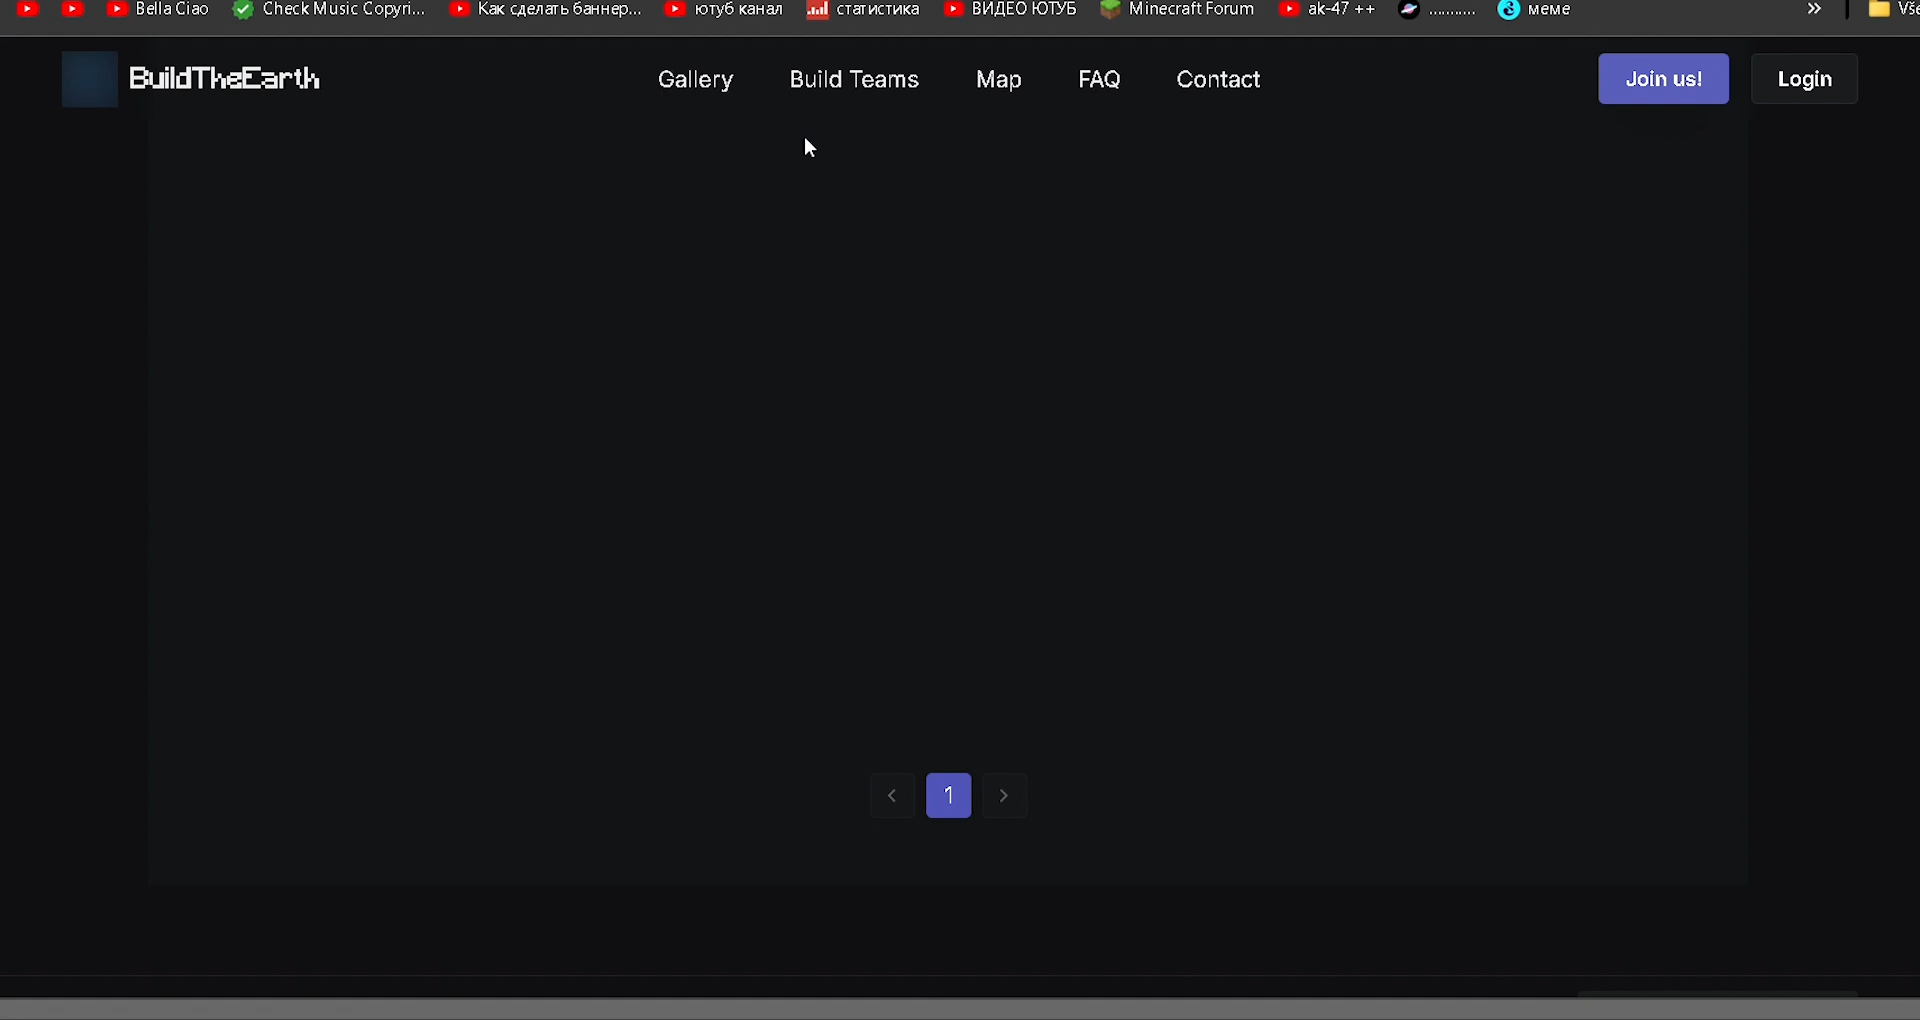 Bella Ciao Check Music Copyri... Как сделать баннер... ютуб канал статистика ВИДЕО ЮТУБ Minecraft Forum ak-47 ++ ........... меме » Vše
BuildTheEarth Gallery Build Teams Map FAQ Contact Join us! Login
< 1 >